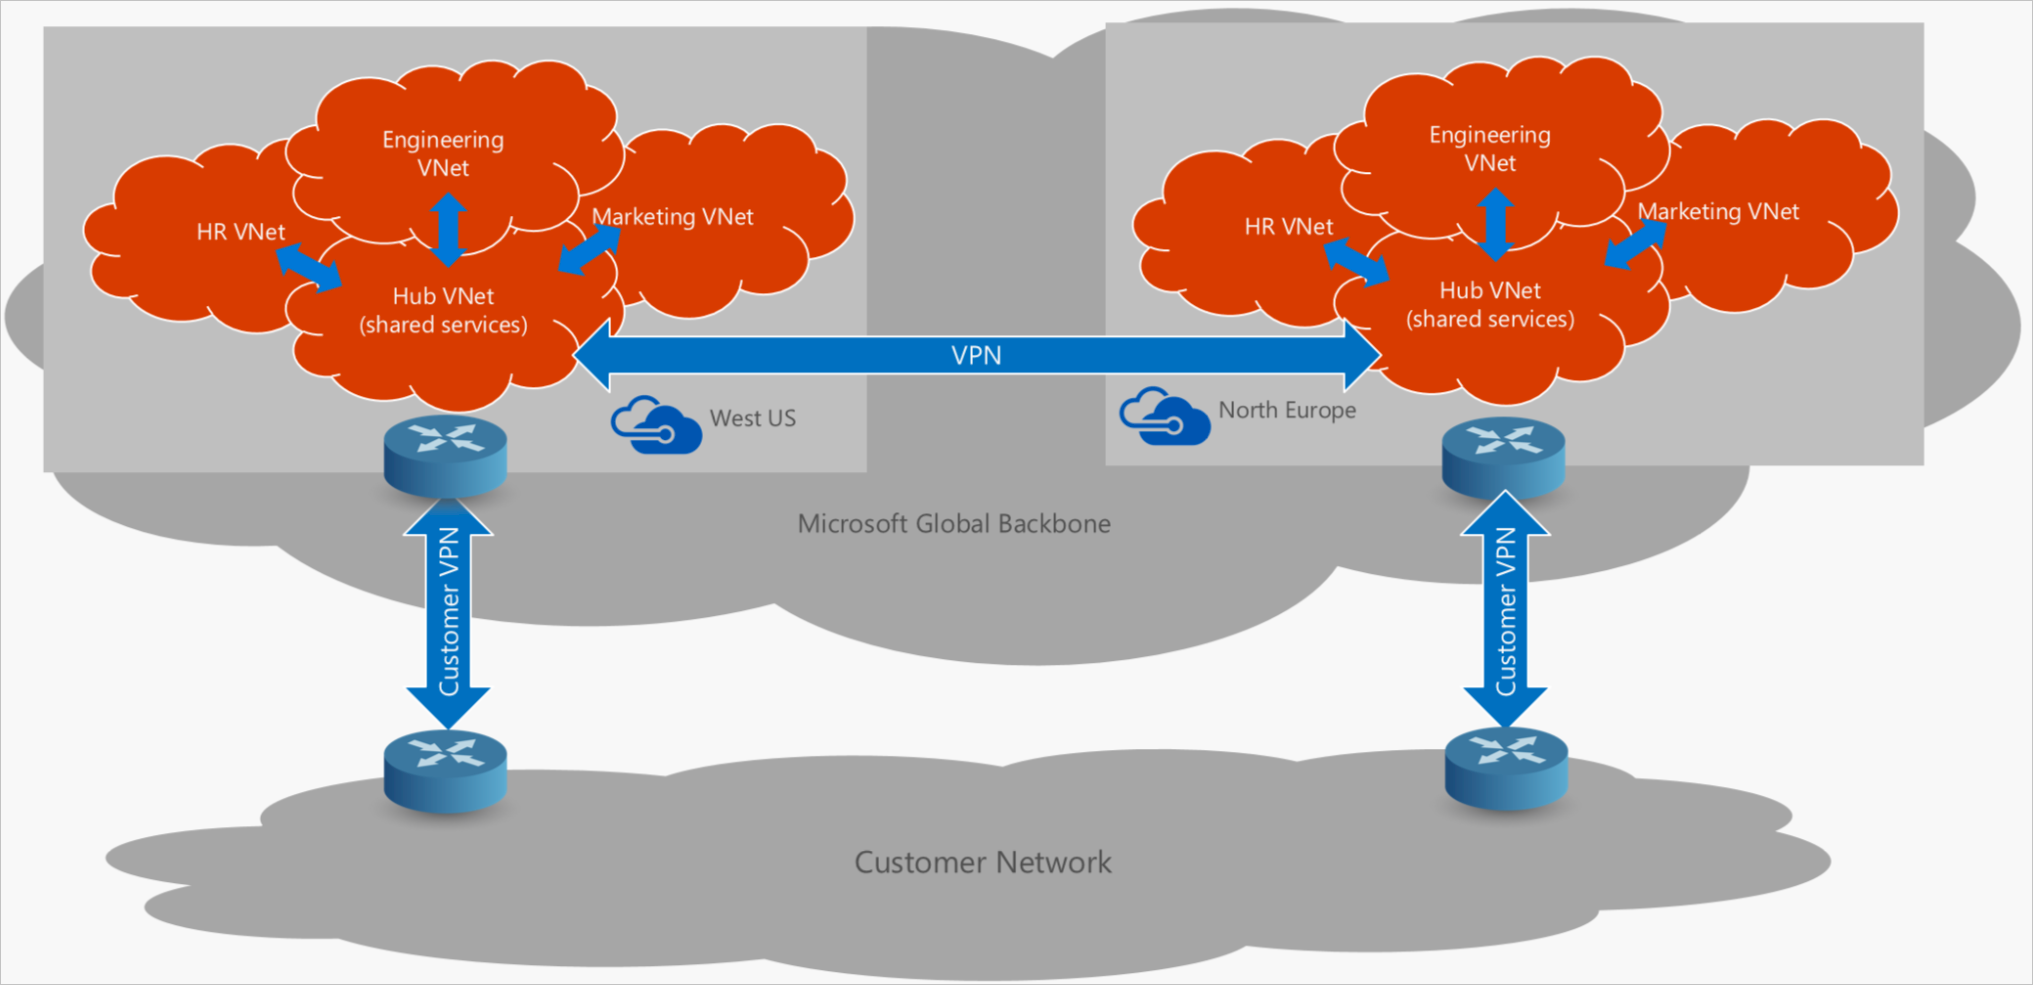 Engineering
VNet
HR VNet
Marketing VNet
Hub VNet
(shared services)
West US
Engineering
VNet
HR VNet
Marketing VNet
Hub VNet
(shared services)
North Europe
VPN
Microsoft Global Backbone
Customer VPN
Customer VPN
Customer Network